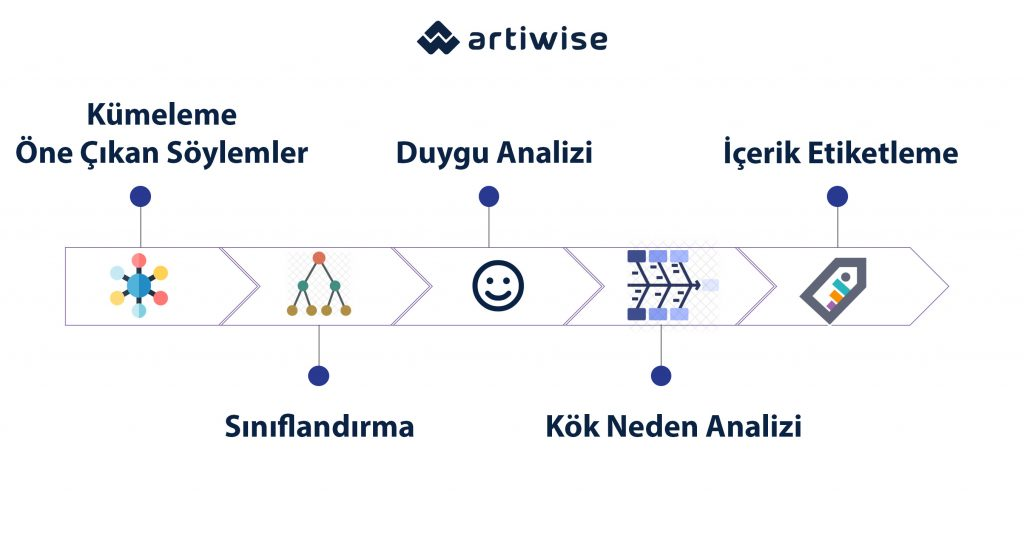 artiwise
Kümeleme
Öne Çıkan Söylemler
Duygu Analizi
İçerik Etiketleme
Sınıflandırma
Kök Neden Analizi